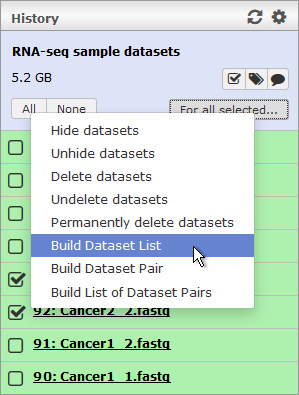 History
RNA-seq sample datasets
5.2 GB
All None For all selected...
Hide datasets
Unhide datasets
Delete datasets
Undelete datasets
Permanently delete datasets
Build Dataset List
Build Dataset Pair
Build List of Dataset Pairs
92: Cancer2_2.fastq
91: Cancer1_2.fastq
90: Cancer1_1.fastq